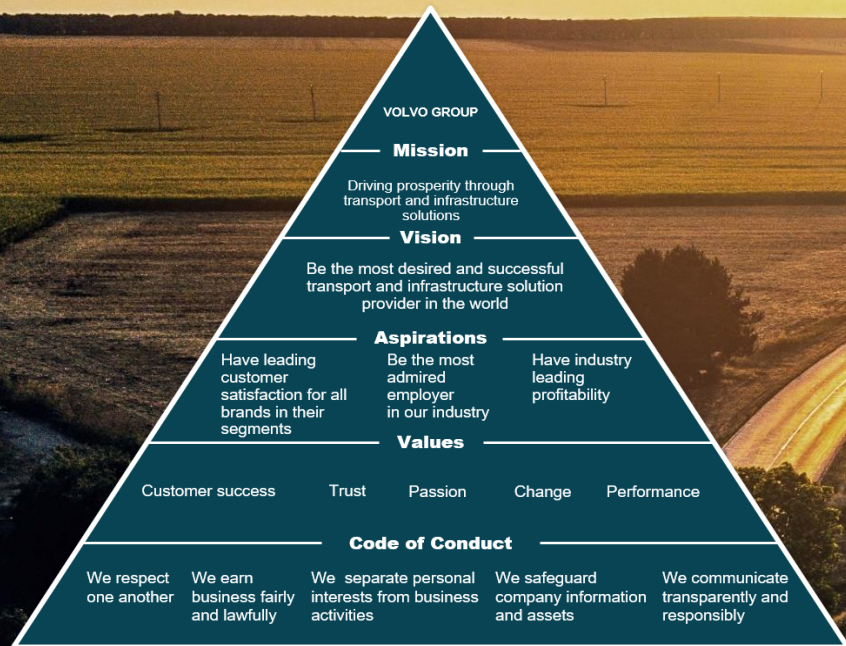 VOLVO GROUP
Mission
Driving prosperity through
transport and infrastructure
solutions
Vision
Be the most desired and successful
transport and infrastructure solution
provider in the world
Aspirations
Have leading
customer
satisfaction for all
brands in their
segments
Be the most
admired
employer
in our industry
Have industry
leading
profitability
Values
Customer success Trust Passion Change Performance
Code of Conduct
We respect
one another
We earn
business fairly
and lawfully
We separate personal
interests from business
activities
We safeguard
company information
and assets
We communicate
transparently and
responsibly